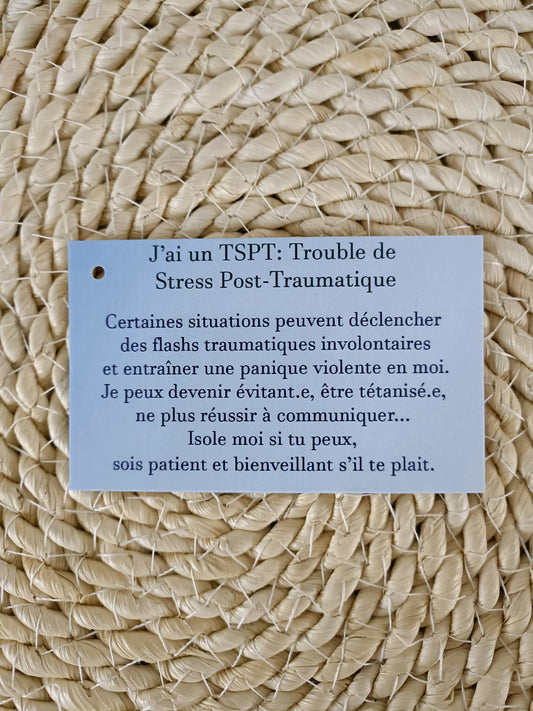 J'ai un TSPT: Trouble de
Stress Post-Traumatique
Certaines situations peuvent déclencher
des flashs traumatiques involontaires
et entraîner une panique violente en moi.
Je peux devenir évitant.e, être tétanisé.e,
ne plus réussir à communiquer...
Isole moi si tu peux,
sois patient et bienveillant s'il te plait.